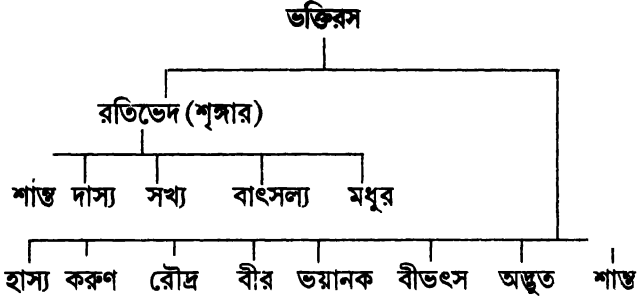 ভক্তিরস
রতিভেদ (শৃঙ্গার)
শান্ত দাস্য সখ্য বাৎসল্য মধুর
হাস্য করুণ রৌদ্র বীর ভয়ানক বীভৎস অদ্ভুত শান্ত